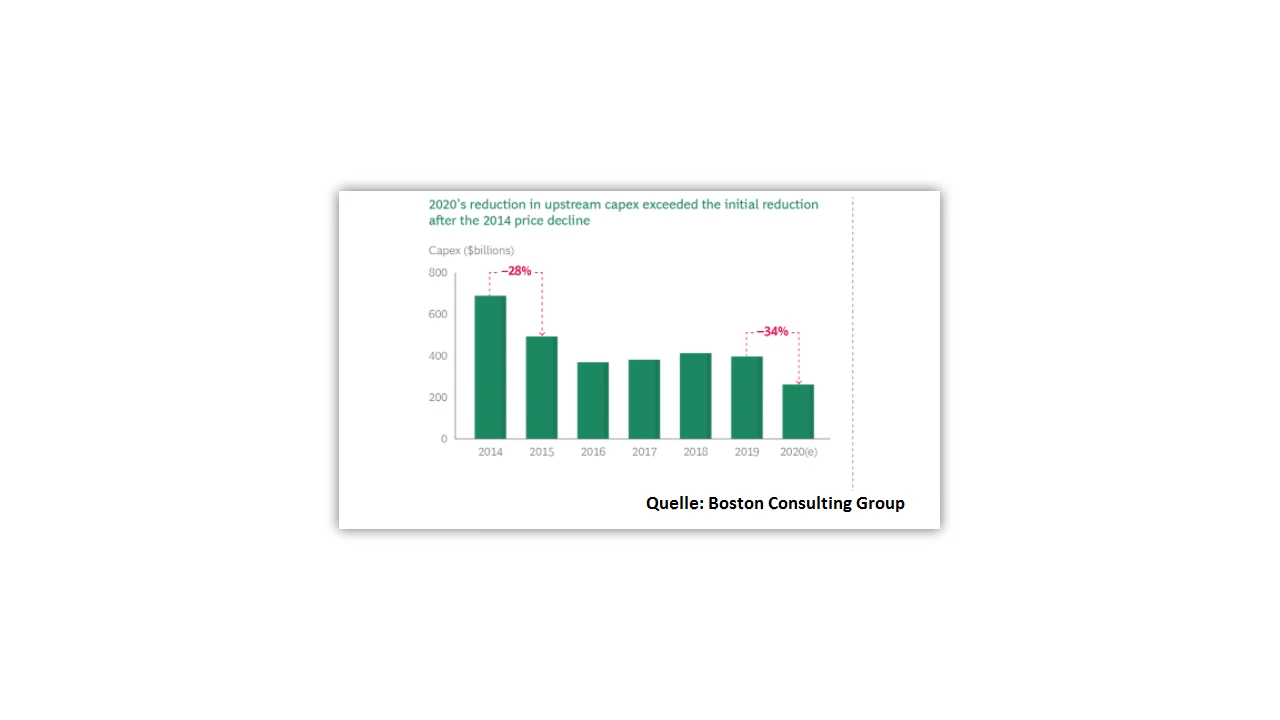 2020's reduction in upstream capex exceeded the initial reduction
after the 2014 price decline
Capex ($billions)
800
600
400
200
0
–28%
–34%
2014 2015 2016 2017 2018 2019 2020(e)
Quelle: Boston Consulting Group